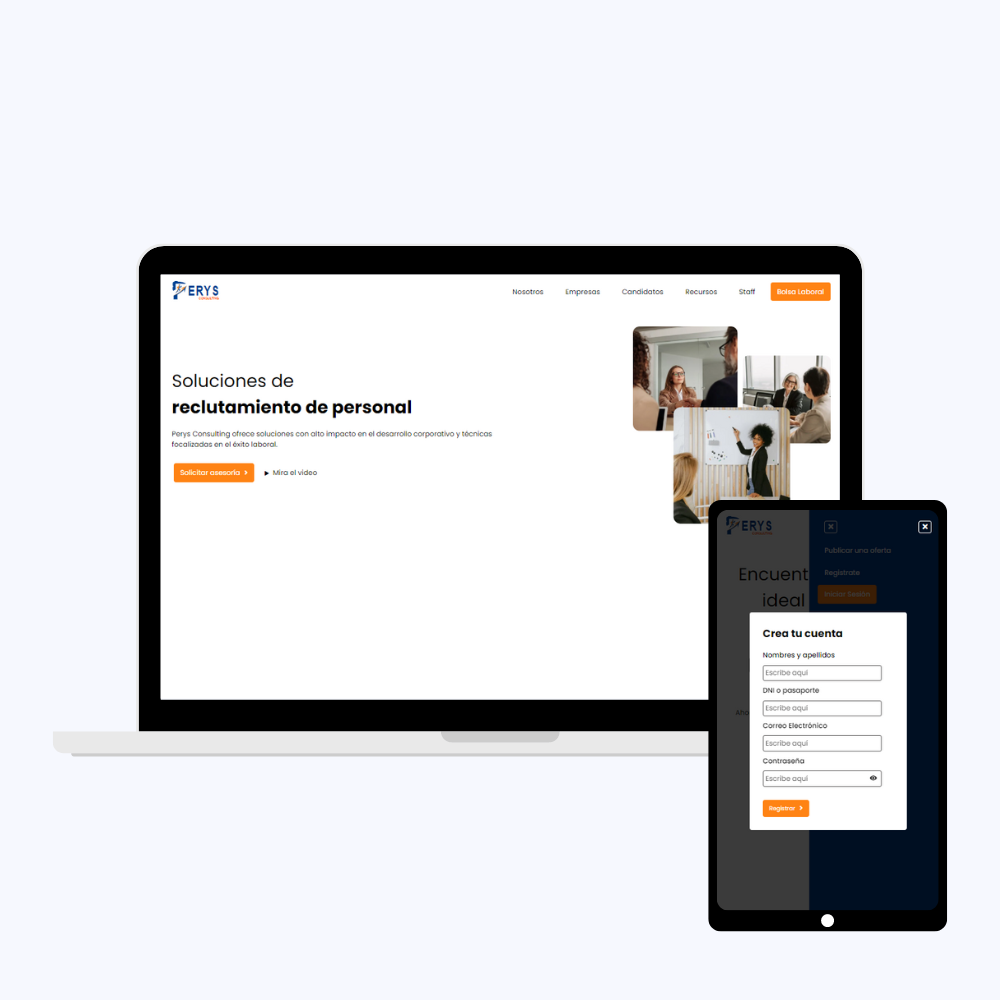 PERYS
CONSULTING
Nosotros
Empresas
Candidatos
Recursos
Staff
Bolsa Laboral
Soluciones de
reclutamiento de personal
Perys Consulting ofrece soluciones con alto impacto en el desarrollo corporativo y técnicas
focalizadas en el éxito laboral.
Solicitar asesoría
Mira el video
PERYS
Publicar una oferta
Regístrate
Iniciar Sesión
Encuent
ideal
Crea tu cuenta
Nombres y apellidos
Escribe aquí
DNI o pasaporte
Escribe aquí
Correo Electrónico
Escribe aquí
Contraseña
Escribe aquí
Registrar